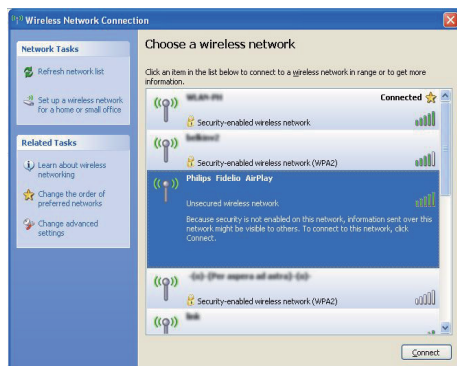 Wireless Network Connection
Network Tasks
Refresh network list
Set up a wireless network
for a home or small office
Related Tasks
Learn about wireless
networking
Change the order of
preferred networks
Change advanced
settings
Choose a wireless network
Click an item in the list below to connect to a wireless network in range or to get more
information.
Connected
Security-enabled wireless network
Security-enabled wireless network (WPA2)
Philips Fidelio AirPlay
Unsecured wireless network
Because security is not enabled on this network, information sent over this
network might be visible to others. To connect to this network, click
Connect.
Security-enabled wireless network (WPA2)
Connect